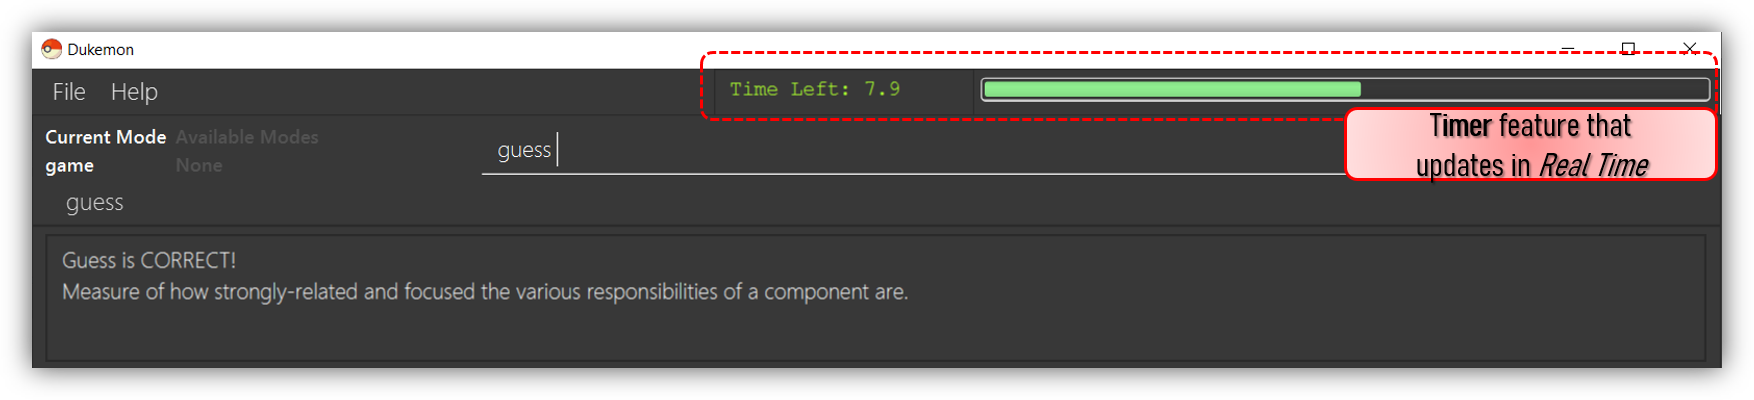 Dukemon
File Help
Time Left: 7.9
Timer feature that
updates in Real Time
Current Mode Available Modes
game None
guess
guess
Guess is CORRECT!
Measure of how strongly-related and focused the various responsibilities of a component are.